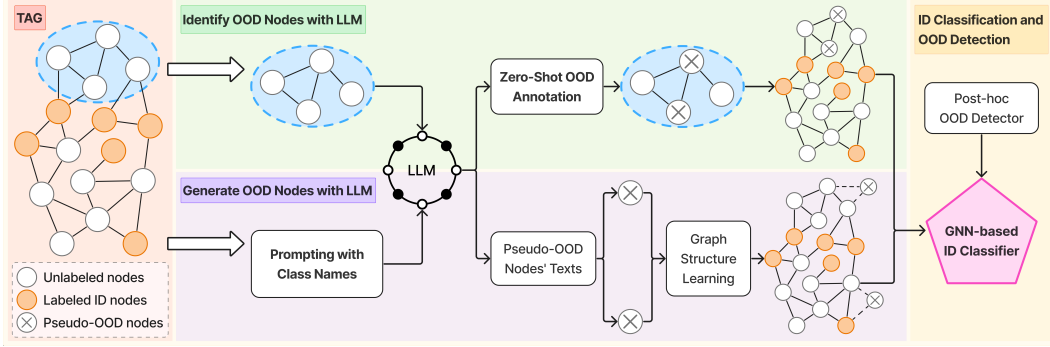 TAG
Identify OOD Nodes with LLM
ID Classification and
OOD Detection
Zero-Shot OOD
Annotation
Post-hoc
OOD Detector
LLM
Generate OOD Nodes with LLM
Prompting with
Class Names
Pseudo-OOD
Nodes' Texts
Graph
Structure
Learning
GNN-based
ID Classifier
Unlabeled nodes
Labeled ID nodes
Pseudo-OOD nodes